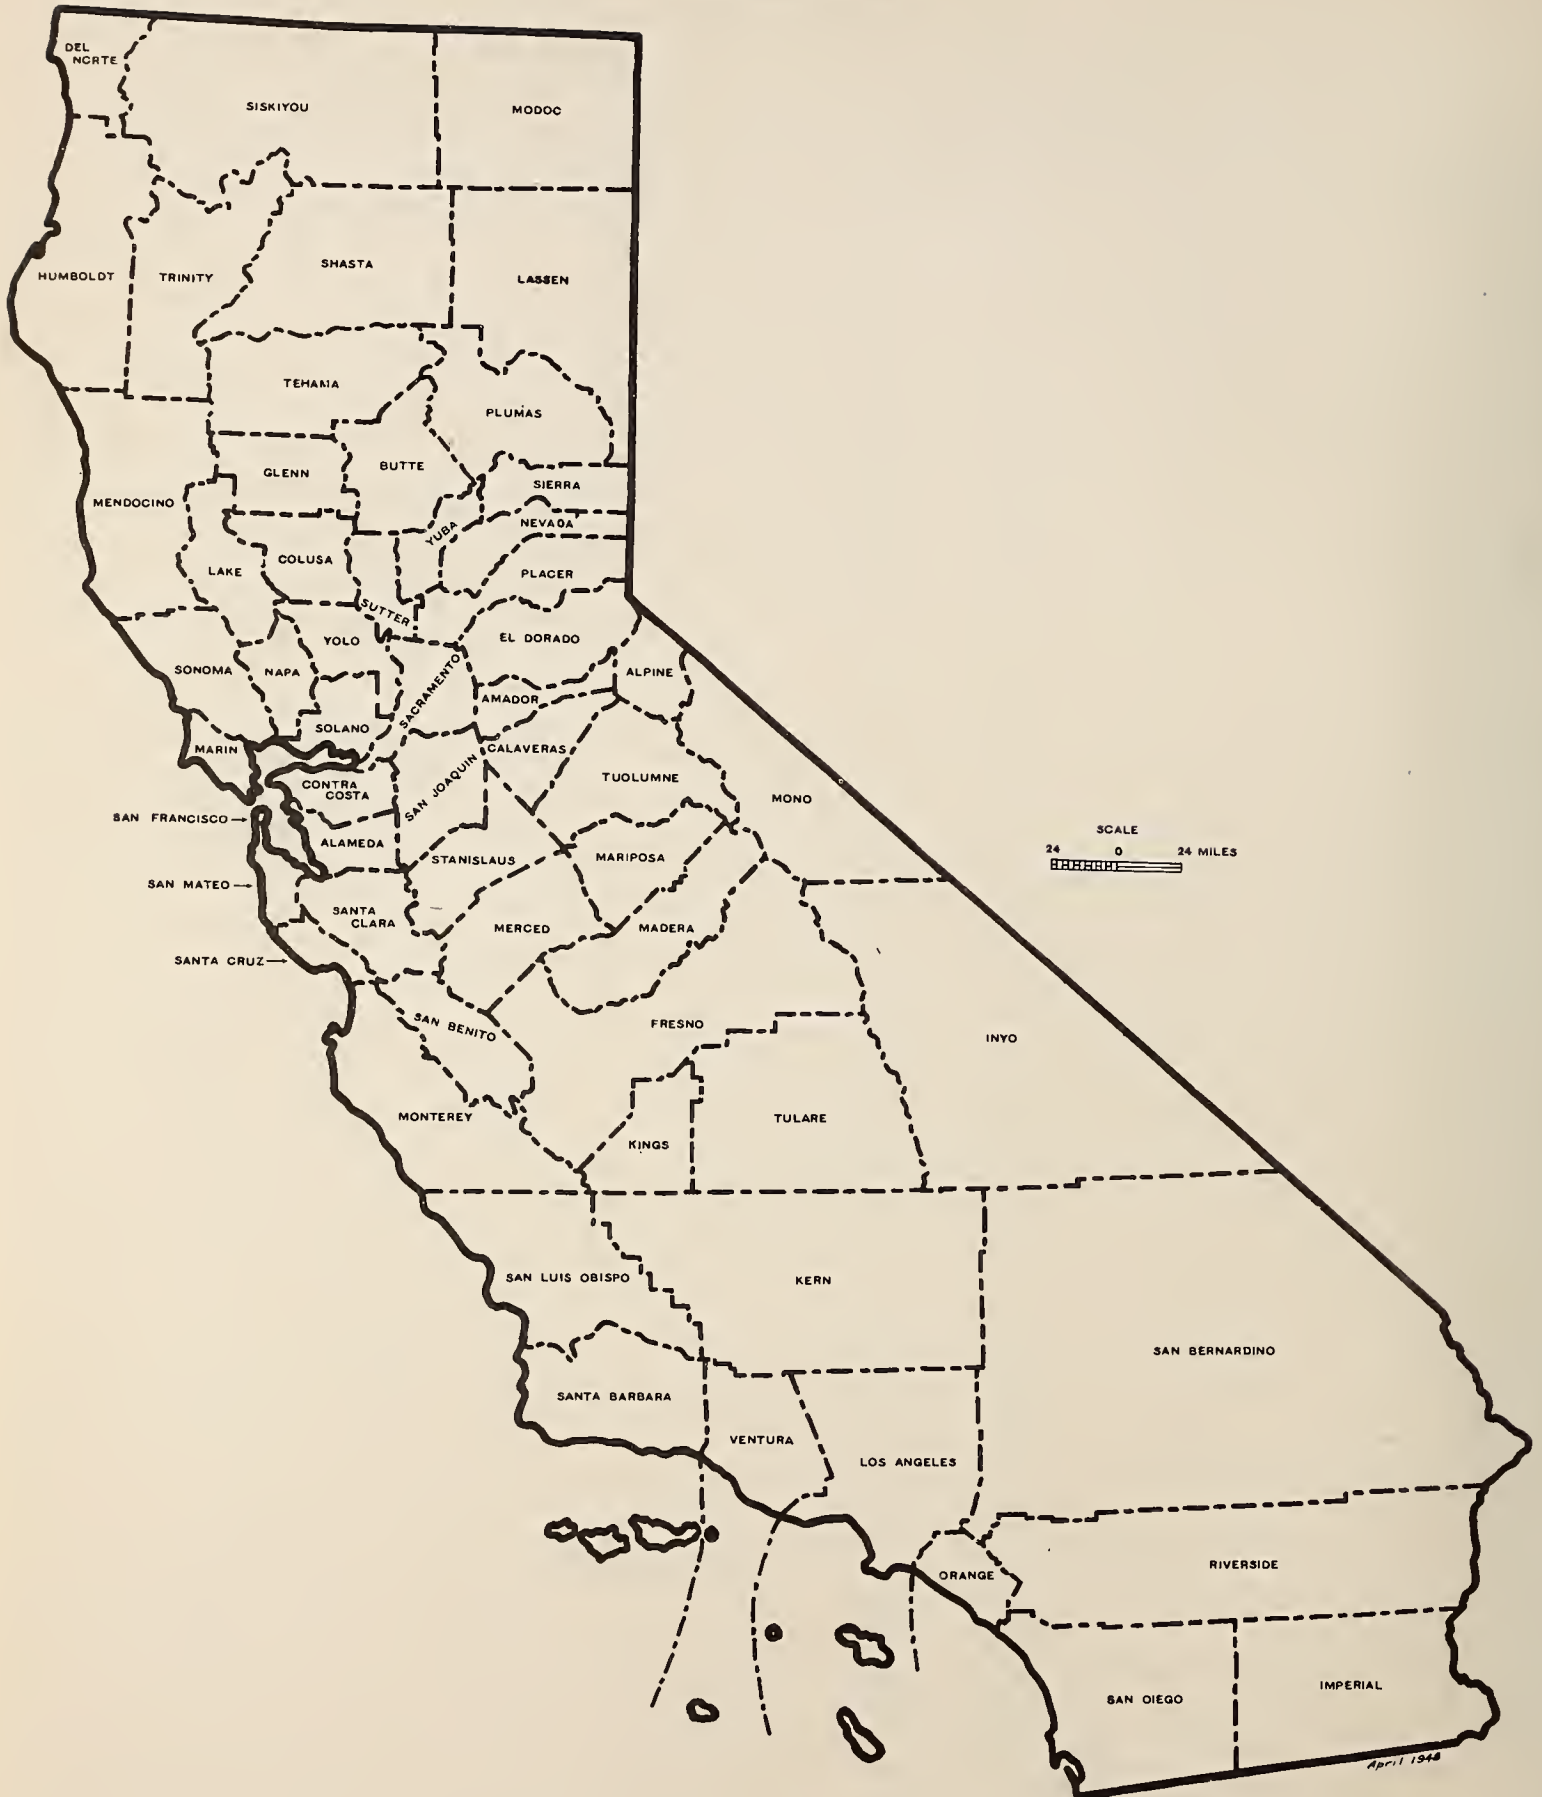 DEL
NORTE
SISKIYOU
MODOC
HUMBOLDT
TRINITY
SHASTA
LASSEN
TEHAMA
PLUMAS
GLENN
BUTTE
SIERRA
MENDOCINO
YUBA
NEVADA
LAKE
COLUSA
PLACER
SUTTER
YOLO
EL DORADO
SONOMA
NAPA
SACRAMENTO
ALPINE
AMADOR
SOLANO
MARIN
CALAVERAS
CONTRA
COSTA
SAN JOAQUIN
TUOLUMNE
MONO
SAN FRANCISCO
ALAMEDA
STANISLAUS
MARIPOSA
SCALE
24 0 24 MILES
SAN MATEO
SANTA
CLARA
MERCED
MADERA
SANTA CRUZ
SAN BENITO
FRESNO
INYO
MONTEREY
KINGS
TULARE
SAN LUIS OBISPO
KERN
SAN BERNARDINO
SANTA BARBARA
VENTURA
LOS ANGELES
ORANGE
RIVERSIDE
SAN DIEGO
IMPERIAL
April 1948